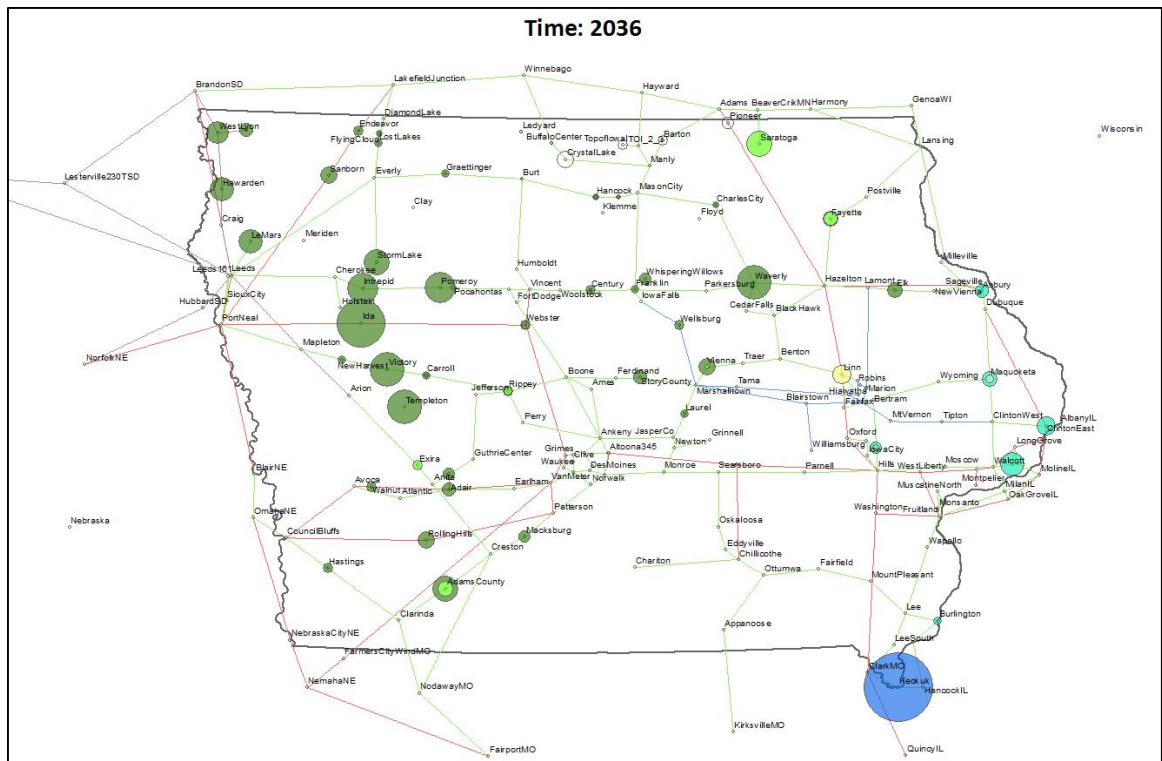 Time: 2036
Winnebago
BrandonSD
LakefieldJunction
Hayward
Adams
BeaverCrikMN
Harmony
GenoaWI
DiamondLake
Pioneer
Wisconsin
WestLyon
Endeavor
FlyingCloud
LostLakes
Ledyard
BuffaloCenter
TopoflowaI
TOI_2_3
Barton
Saratoga
Lansing
CrystalLake
Manly
Lesterville230TSD
Sanborn
Everly
Graettinger
Burt
Hawarden
Hancock
MasonCity
Postville
Clay
Klemme
CharlesCity
Floyd
Fayette
Craig
LeMars
Meriden
StormLake
Milleville
Leeds161
Leeds
Cherokee
Humboldt
WhisperingWillows
Waverly
Intrepid
Pomeroy
Pocahontas
Vincent
Woolstock
Century
Franklin
Parkersburg
Hazelton
Lamont
Elk
Sageville
NewVienna
Asbury
HubbardSD
SiouxCity
Holstein
FortDodge
IowaFalls
CedarFalls
BlackHawk
Dubuque
PortNeal
Ida
Webster
Wellsburg
Mapleton
NorfolkNE
NewHarvest
Victory
Carroll
Vienna
Traer
Benton
Linn
Robins
Wyoming
Maquoketa
Arion
Jefferson
Rippey
Boone
Ames
Ferdinand
StoryCounty
Marshalltown
Tama
Hiawatha
Marion
Templeton
Blairstown
Fairfax
Bertram
Perry
Laurel
MtVernon
Tipton
ClintonWest
AlbanyIL
ClintonEast
Ankeny
JasperCo
Grinnell
Oxford
Grimes
Clive
Altoona345
Newton
Williamsburg
IowaCity
LongGrove
Exira
GuthrieCenter
Waukee
DesMoines
Monroe
Searsboro
Parnell
Hills
WestLiberty
Moscow
Walcott
BlairNE
Anita
VanMeter
Norwalk
Montpelier
MolineIL
Avoca
Walnut
Atlantic
Adair
Earlham
MuscatineNorth
MilanIL
OakGroveIL
Monsanto
OmahaNE
Patterson
Washington
Fruitland
Nebraska
CouncilBluffs
RollingHills
Macksburg
Oskaloosa
Creston
Eddyville
Chillicothe
Wapello
Hastings
Chariton
Ottumwa
Fairfield
MountPleasant
AdamsCounty
Clarinda
Appanoose
Lee
Burlington
NebraskaCityNE
LeeSouth
FarmersCityWindMO
ClarkMO
NemahaNE
NodawayMO
Keokuk
HancockIL
KirksvilleMO
FairportMO
QuincyIL